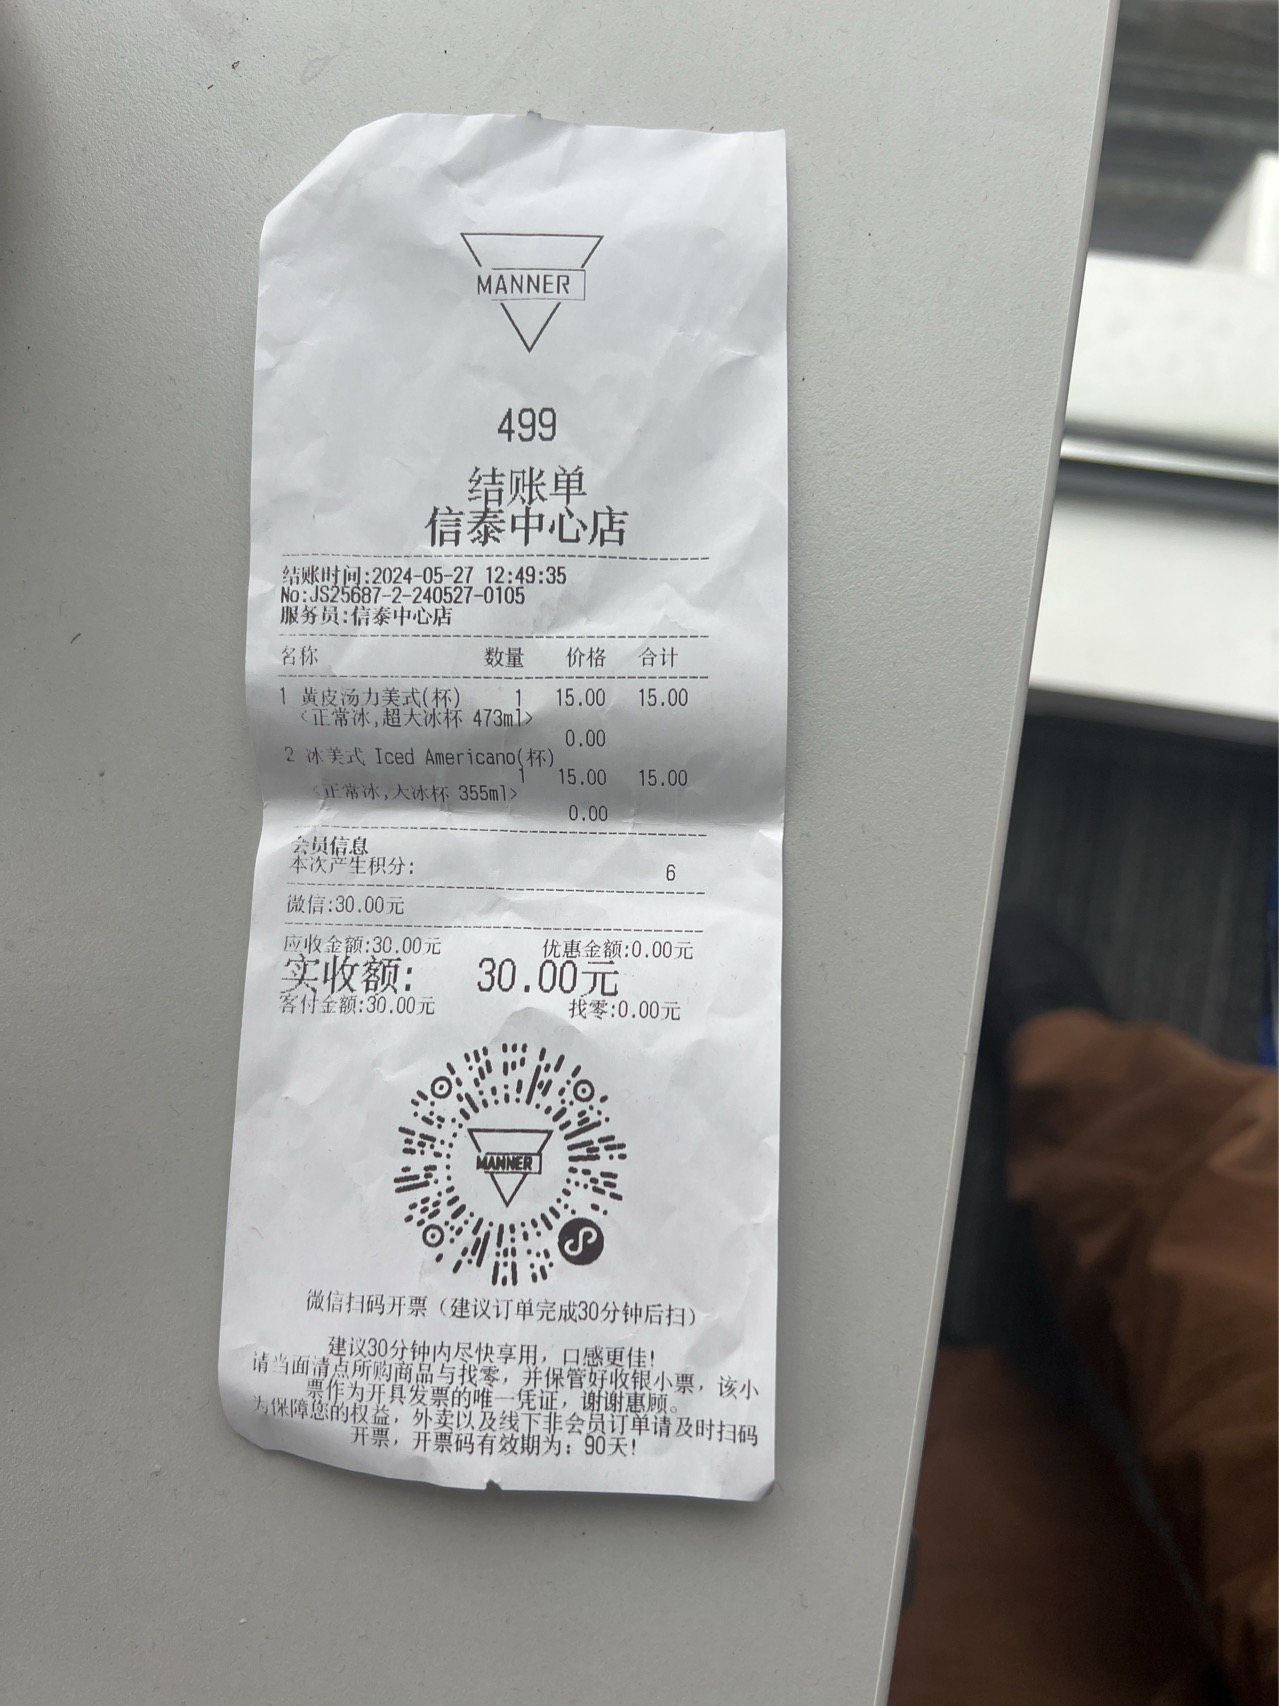 MANNER
499
结账单
信泰中心店
结账时间:2024-05-27 12:49:35
No:JS25687-2-240527-0105
服务员:信泰中心店
名称 数量 价格 合计
1 黄皮汤力美式(杯) 1 15.00 15.00
<正常冰,超大冰杯 473ml>
0.00
2 冰美式 Iced Americano(杯)
1 15.00 15.00
<正常冰,大冰杯 355ml>
0.00
会员信息
本次产生积分: 6
微信:30.00元
应收金额:30.00元 优惠金额:0.00元
实收额: 30.00元
客付金额:30.00元 找零:0.00元
MANNER
微信扫码开票（建议订单完成30分钟后扫）
建议30分钟内尽快享用，口感更佳!
请当面清点所购商品与找零，并保管好收银小票，该小
票作为开具发票的唯一凭证，谢谢惠顾。
为保障您的权益，外卖以及线下非会员订单请及时扫码
开票，开票码有效期为：90天!